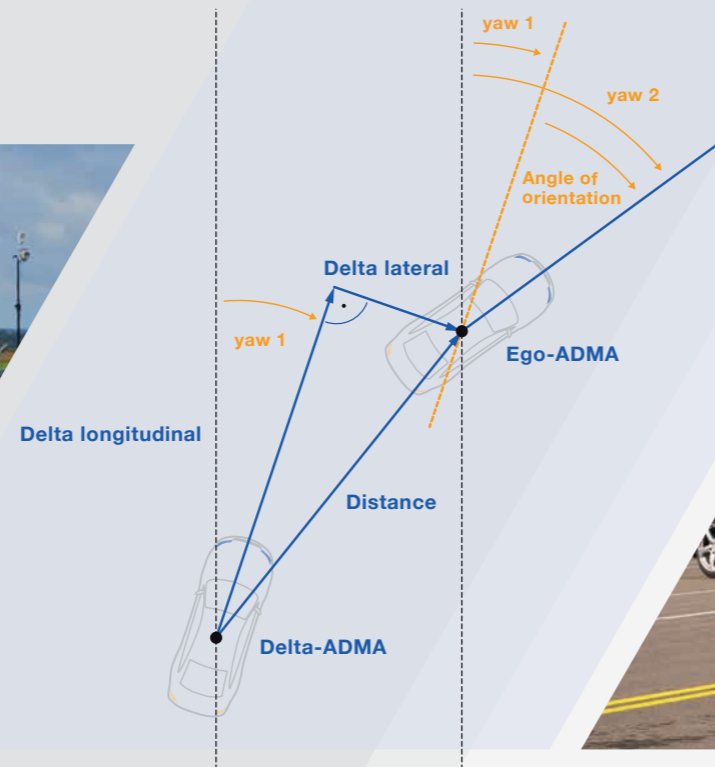 yaw 1
yaw 2
Angle of
orientation
Delta lateral
yaw 1
Ego-ADMA
Delta longitudinal
Distance
Delta-ADMA